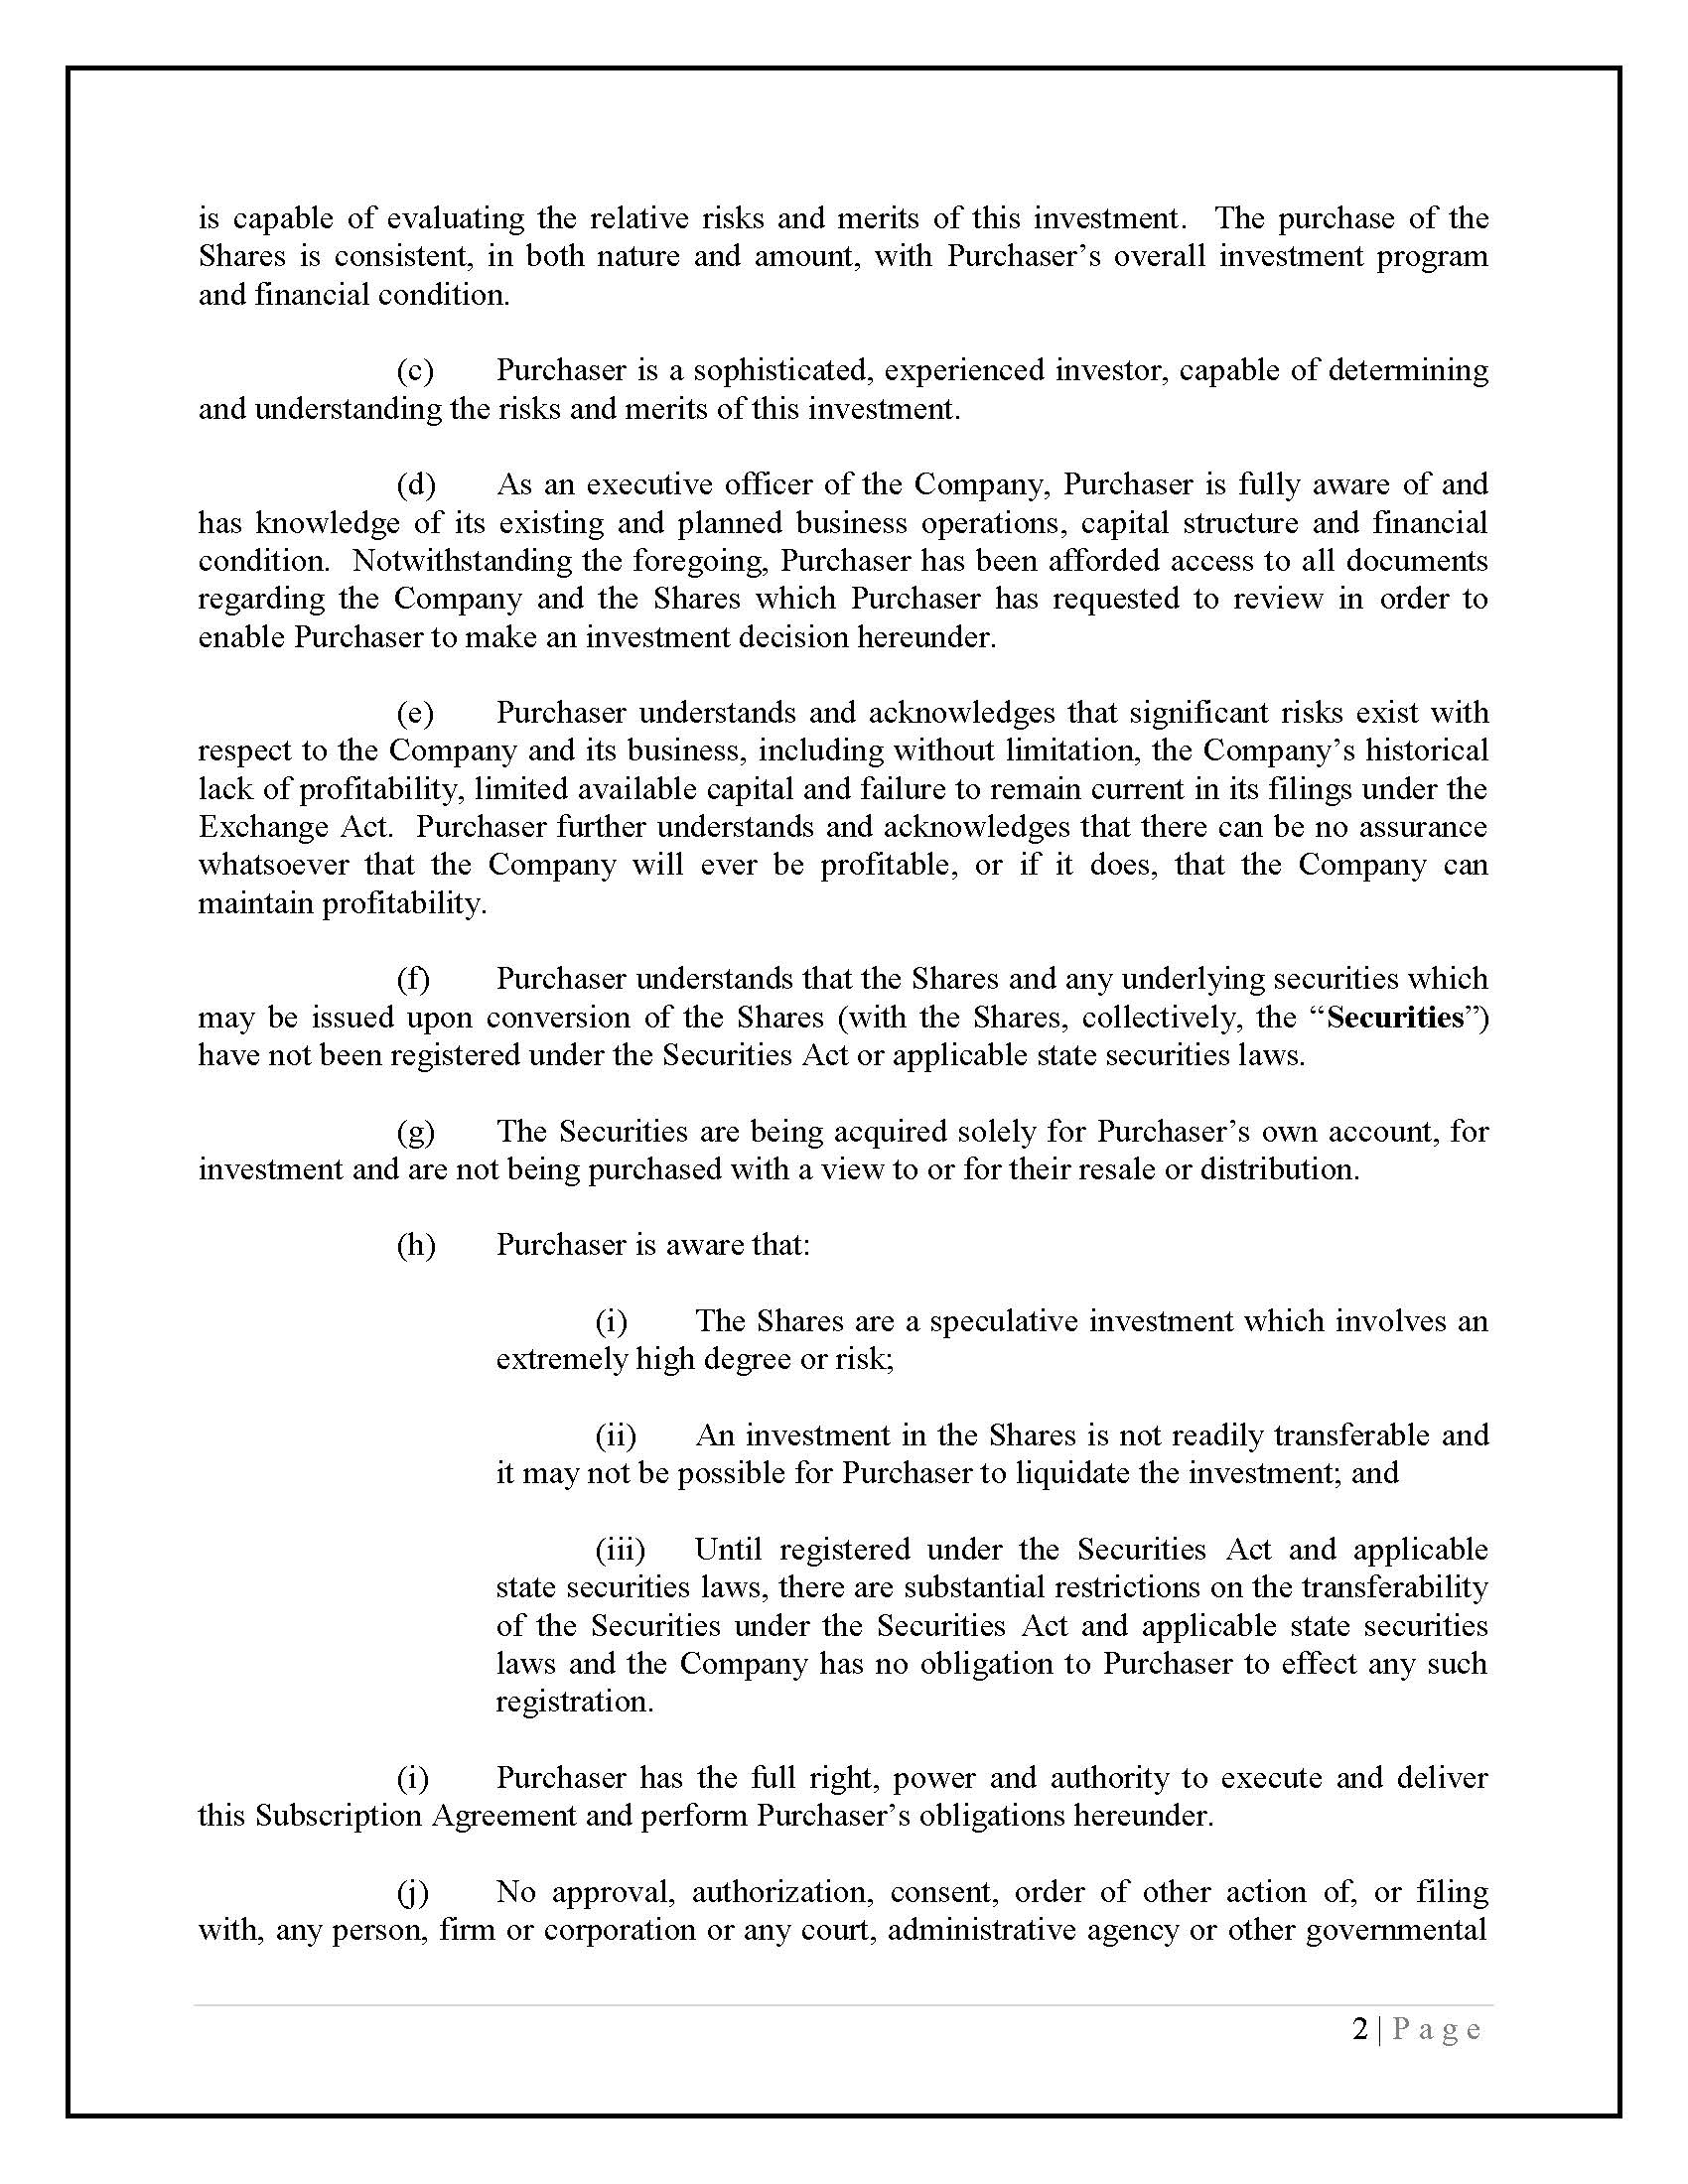 is capable of evaluating the relative risks and merits of this investment.  The purchase of the
Shares is consistent, in both nature and amount, with Purchaser’s overall investment program
and financial condition.
(c) Purchaser is a sophisticated, experienced investor, capable of determining
and understanding the risks and merits of this investment.
(d) As an executive officer of the Company, Purchaser is fully aware of and
has knowledge of its existing and planned business operations, capital structure and financial
condition.  Notwithstanding the foregoing, Purchaser has been afforded access to all documents
regarding the Company and the Shares which Purchaser has requested to review in order to
enable Purchaser to make an investment decision hereunder.
(e) Purchaser understands and acknowledges that significant risks exist with
respect to the Company and its business, including without limitation, the Company’s historical
lack of profitability, limited available capital and failure to remain current in its filings under the
Exchange Act.  Purchaser further understands and acknowledges that there can be no assurance
whatsoever that the Company will ever be profitable, or if it does, that the Company can
maintain profitability.
(f) Purchaser understands that the Shares and any underlying securities which
may be issued upon conversion of the Shares (with the Shares, collectively, the “Securities”)
have not been registered under the Securities Act or applicable state securities laws.
(g) The Securities are being acquired solely for Purchaser’s own account, for
investment and are not being purchased with a view to or for their resale or distribution.
(h) Purchaser is aware that:
(i) The Shares are a speculative investment which involves an
extremely high degree or risk;
(ii) An investment in the Shares is not readily transferable and
it may not be possible for Purchaser to liquidate the investment; and
(iii) Until registered under the Securities Act and applicable
state securities laws, there are substantial restrictions on the transferability
of the Securities under the Securities Act and applicable state securities
laws and the Company has no obligation to Purchaser to effect any such
registration.
(i) Purchaser has the full right, power and authority to execute and deliver
this Subscription Agreement and perform Purchaser’s obligations hereunder.
(j) No approval, authorization, consent, order of other action of, or filing
with, any person, firm or corporation or any court, administrative agency or other governmental
2 | P a g e